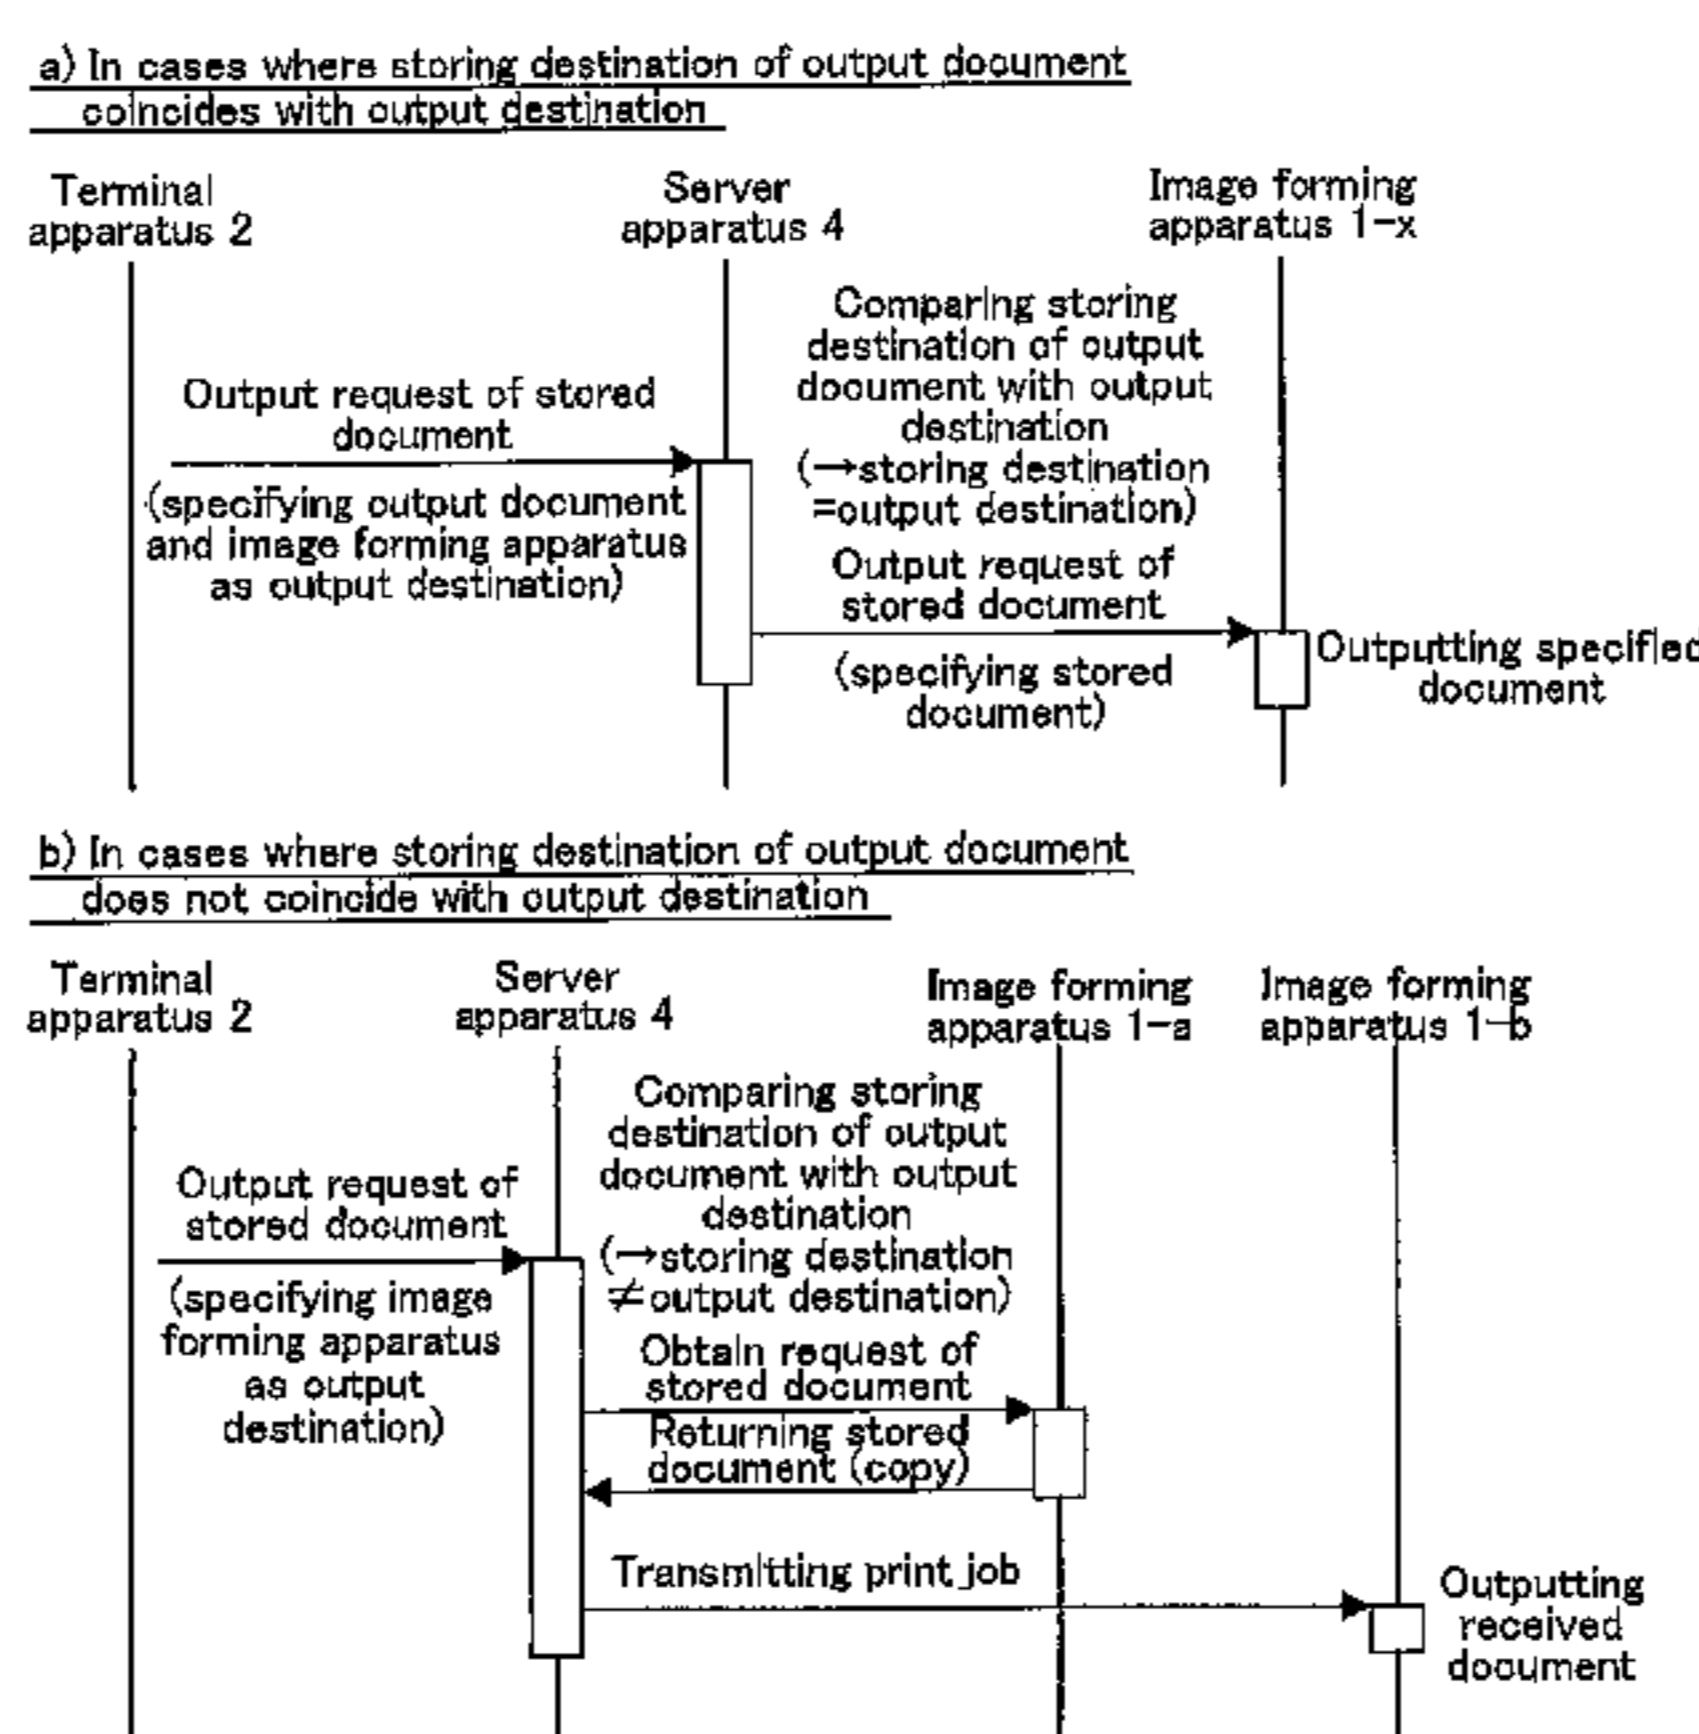 a) In cases where storing destination of output document
coincides with output destination
Terminal
apparatus 2
Server
apparatus 4
Image forming
apparatus 1-x
Comparing storing
destination of output
document with output
destination
(→storing destination
=output destination)
Output request of stored
document
(specifying output document
and image forming apparatus
as output destination)
Output request of
stored document
(specifying stored
document)
Outputting specified
document
b) In cases where storing destination of output document
does not coincide with output destination
Terminal
apparatus 2
Server
apparatus 4
Image forming
apparatus 1-a
Image forming
apparatus 1-b
Comparing storing
destination of output
document with output
destination
(→storing destination
≠output destination)
Output request of
stored document
(specifying image
forming apparatus
as output
destination)
Obtain request of
stored document
Returning stored
document (copy)
Transmitting print job
Outputting
received
document